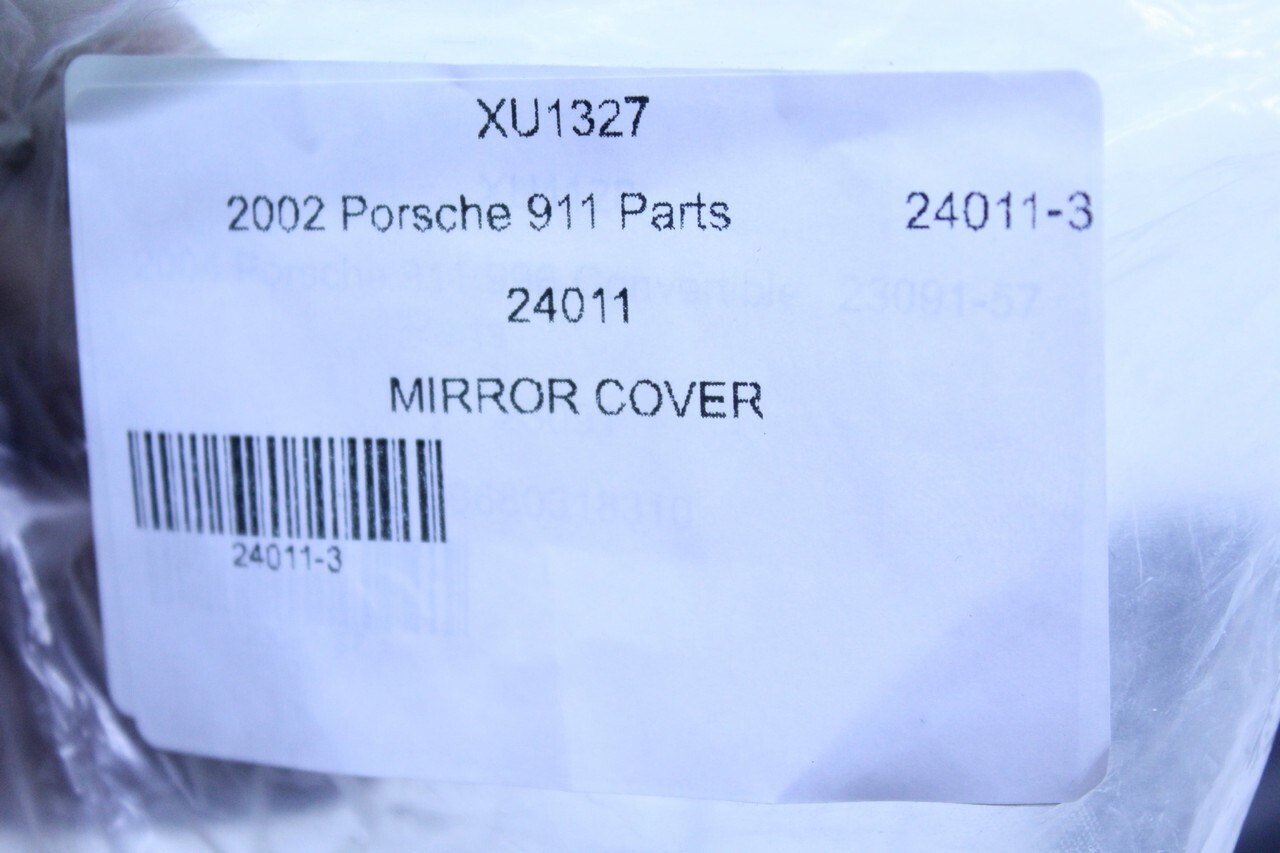 XU1327
2002 Porsche 911 Parts 24011-3
24011
MIRROR COVER
24011-3